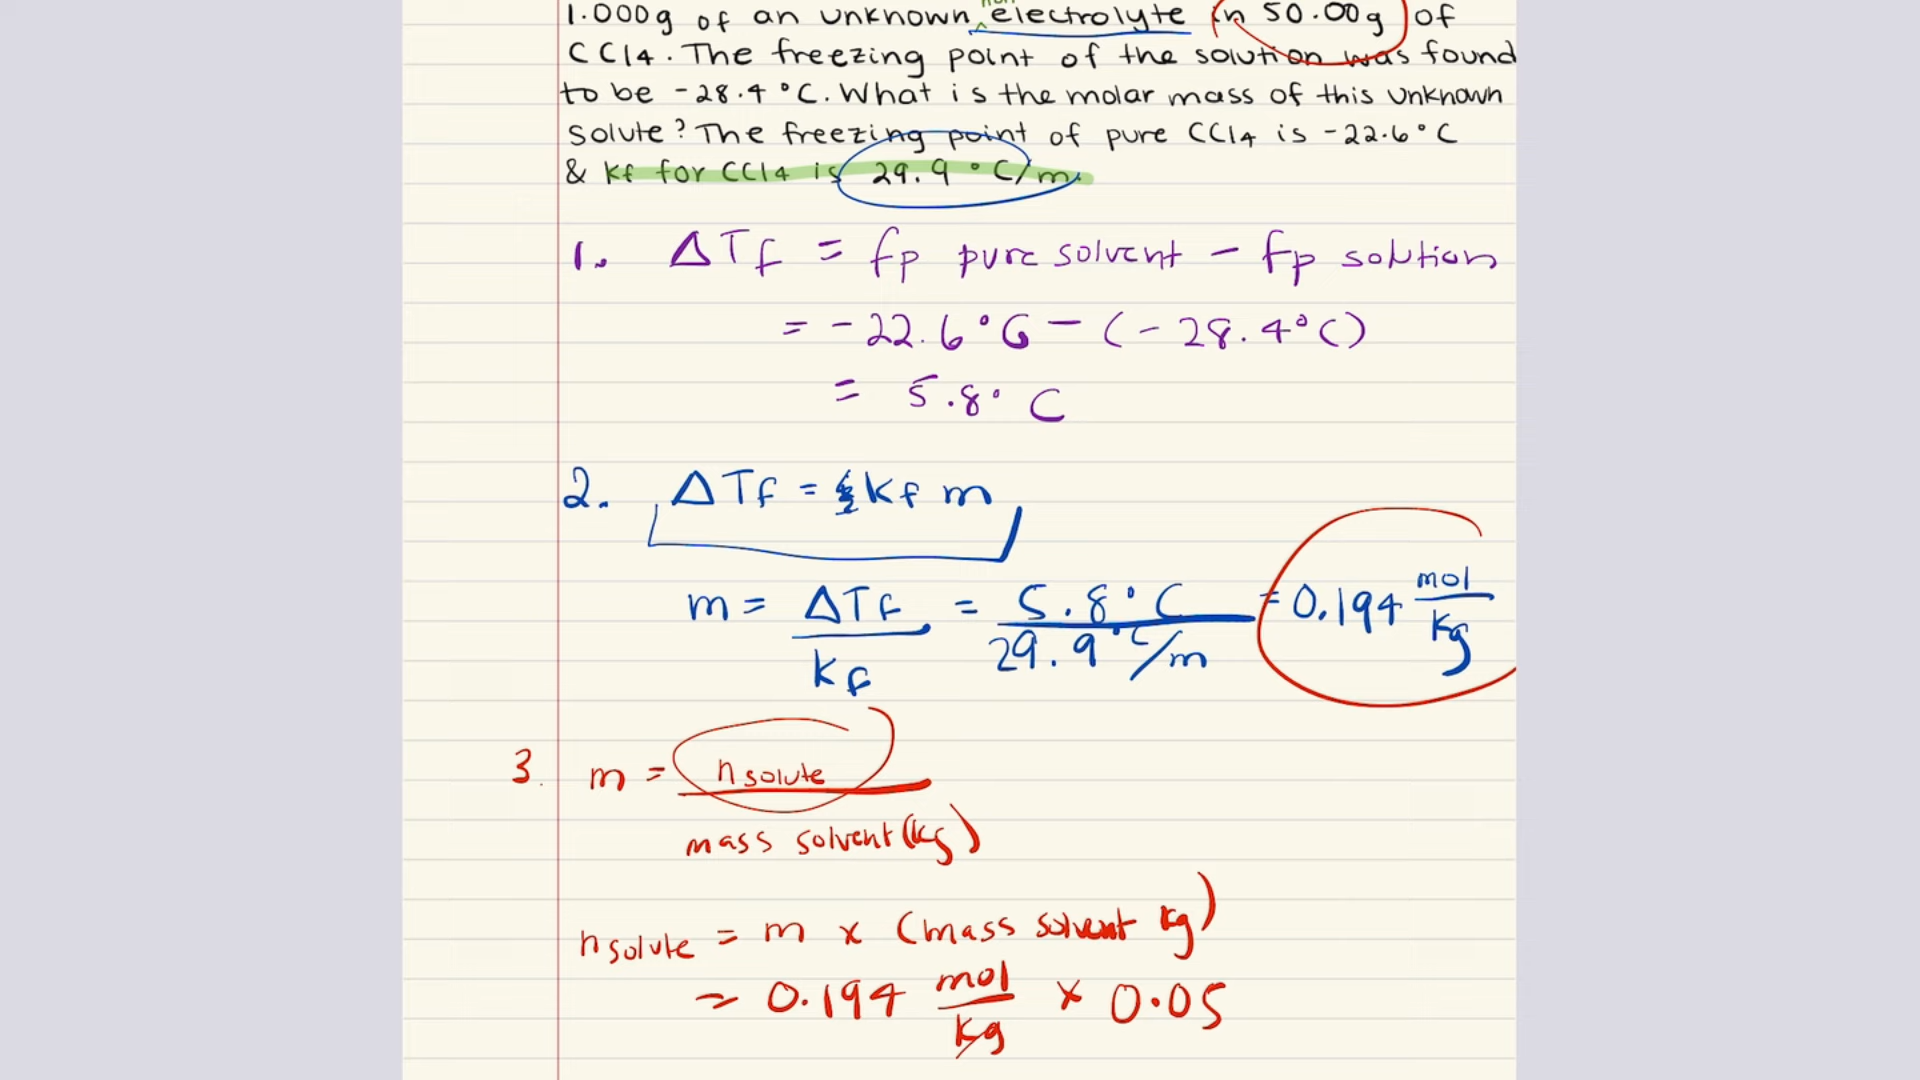 1.000g of an unknown electrolyte in 50.00g of
CCl4. The freezing point of the solution was found
to be -28.4 °C. What is the molar mass of this unknown
solute? The freezing point of pure CCl4 is -22.6°C
& kf for CCl4 is 29.9 °C/m.
1. ΔTf = fp pure solvent - fp solution
= -22.6°C - (-28.4°C)
= 5.8° C
2. ΔTf = kf m
m = ΔTf / kf = 5.8°C / 29.9°C/m = 0.194 mol/kg
3. m = n solute / mass solvent (kg)
n solute = m x (mass solvent kg)
= 0.194 mol/kg x 0.05